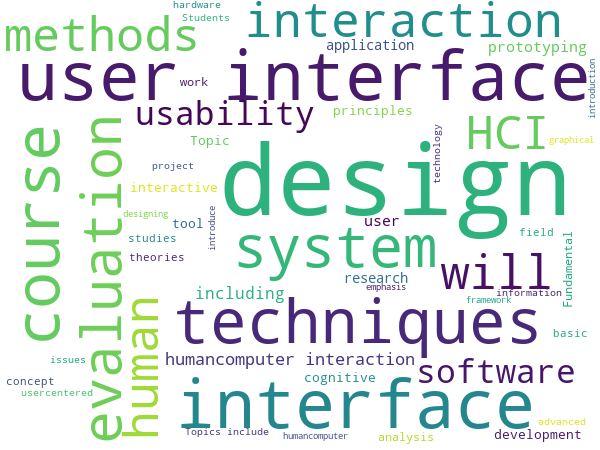 hardware
Students
interaction
methods
application
prototyping
user interface
work
introduction
usability
principles
HCI
course
evaluation
Topic
technology
graphical
design
project
interactive
designing
introduce
tool
user
studies
field
system
theories
research
Fundamental
will
emphasis
including
information
framework
human
techniques
basic
issues
humancomputer interaction
software
concept
cognitive
usercentered
interface
advanced
Topics include
humancomputer
analysis
development